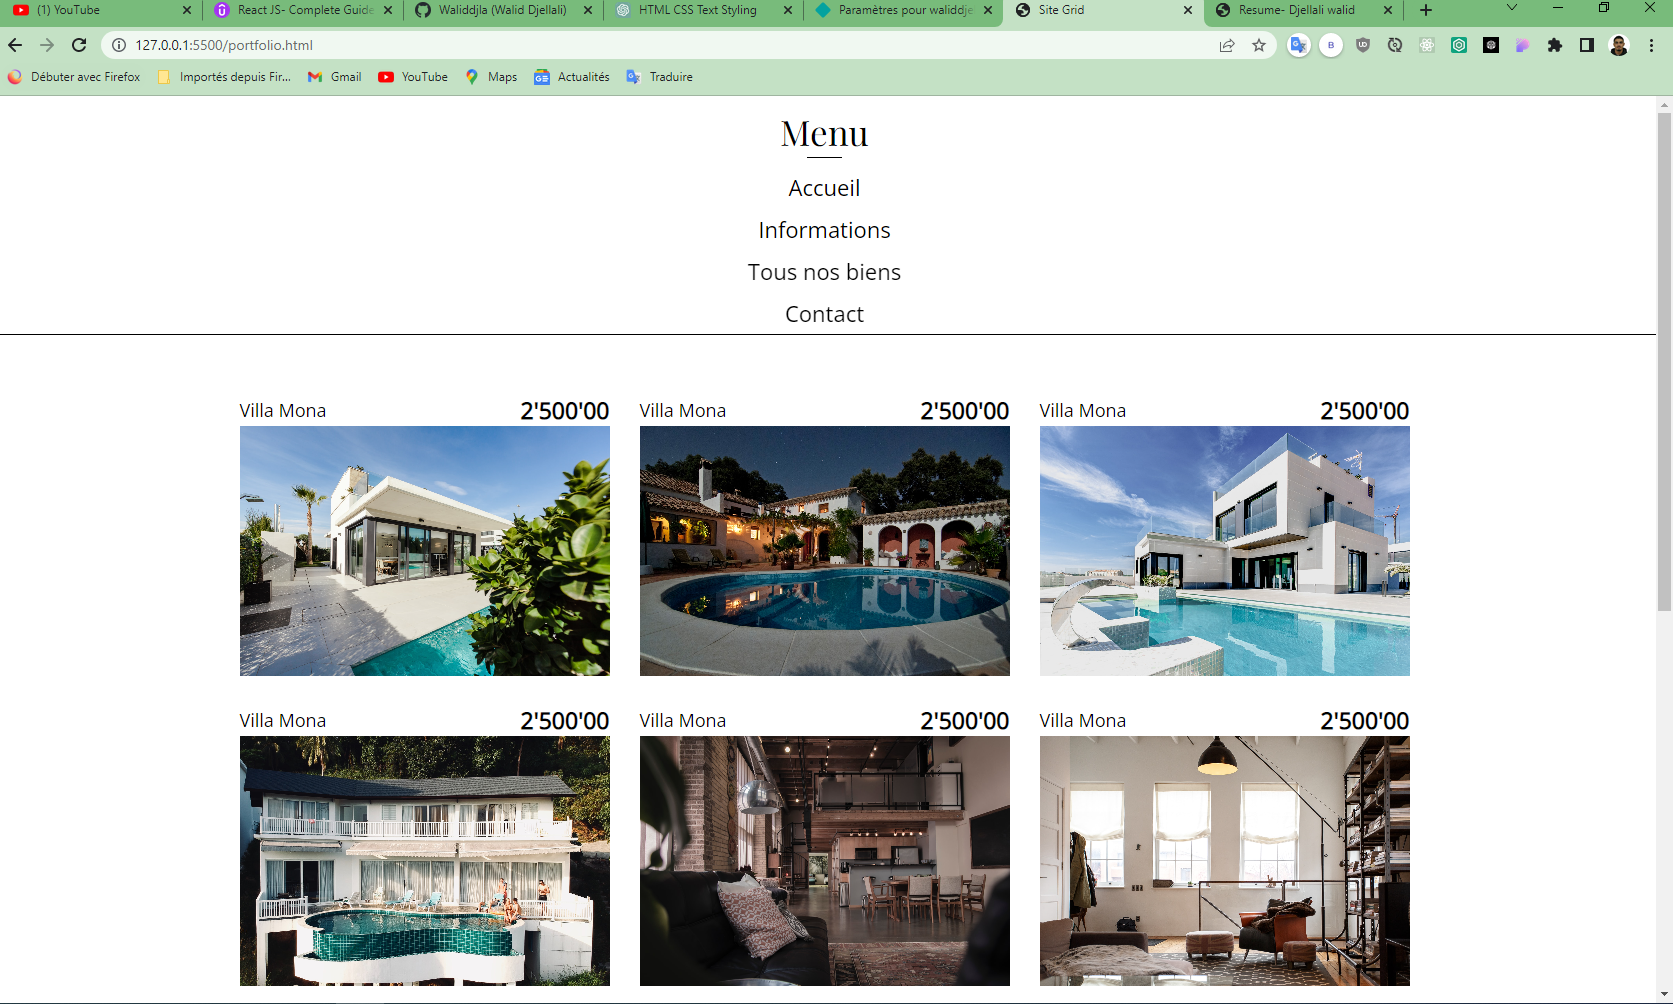 (1) YouTube
React JS- Complete Guide
Waliddjla (Walid Djellali)
HTML CSS Text Styling
Paramètres pour waliddje
Site Grid
Resume- Djellali walid
127.0.0.1:5500/portfolio.html
Débuter avec Firefox
Importés depuis Fir...
Gmail
YouTube
Maps
Actualités
Traduire
Menu
Accueil
Informations
Tous nos biens
Contact
Villa Mona 2'500'00
Villa Mona 2'500'00
Villa Mona 2'500'00
Villa Mona 2'500'00
Villa Mona 2'500'00
Villa Mona 2'500'00